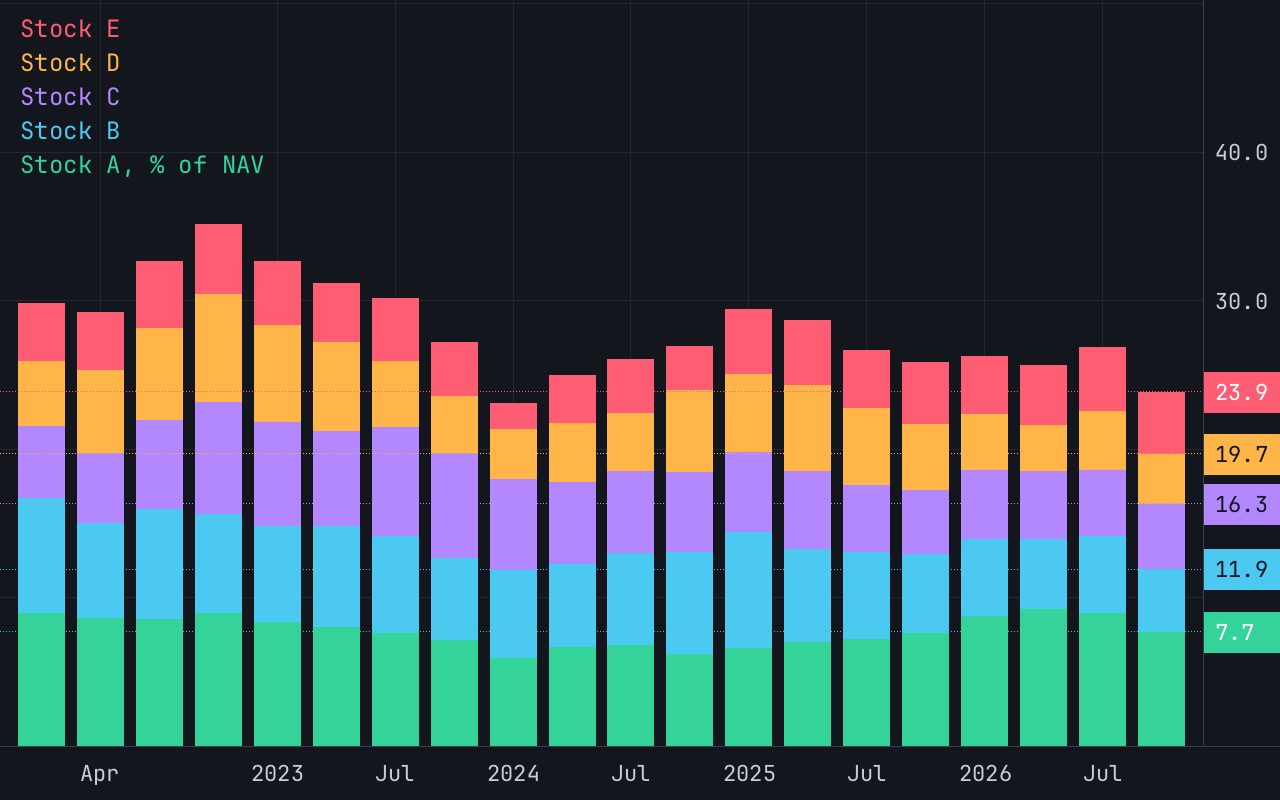 Stock E
Stock D
Stock C
Stock B
Stock A, % of NAV
40.0
30.0
23.9
19.7
16.3
11.9
7.7
Apr 2023 Jul 2024 Jul 2025 Jul 2026 Jul